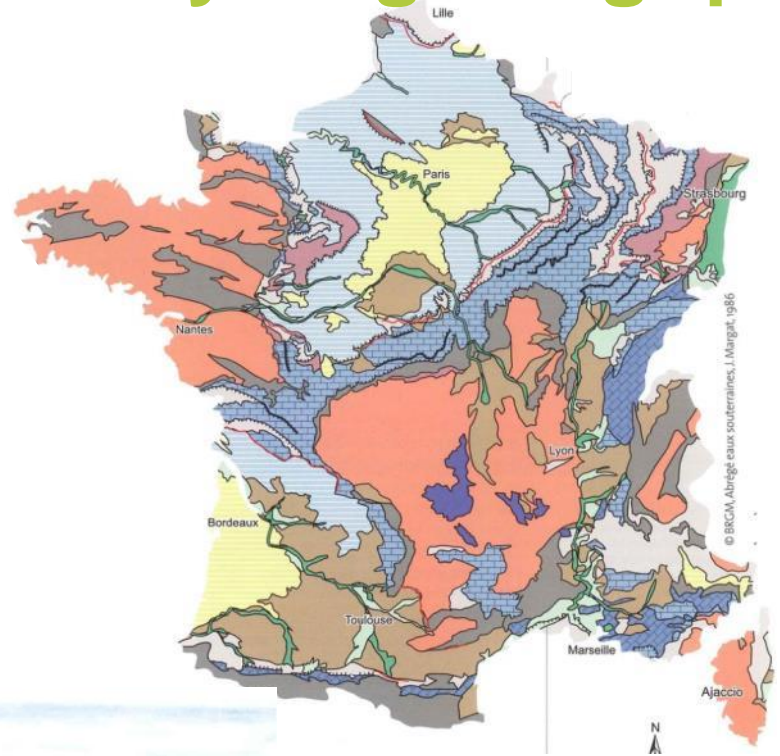 Lille
Paris
Strasbourg
Nantes
Lyon
Bordeaux
Toulouse
Marseille
Ajaccio
N
© BRGM, Abrégé eaux souterraines, J. Margat, 1986